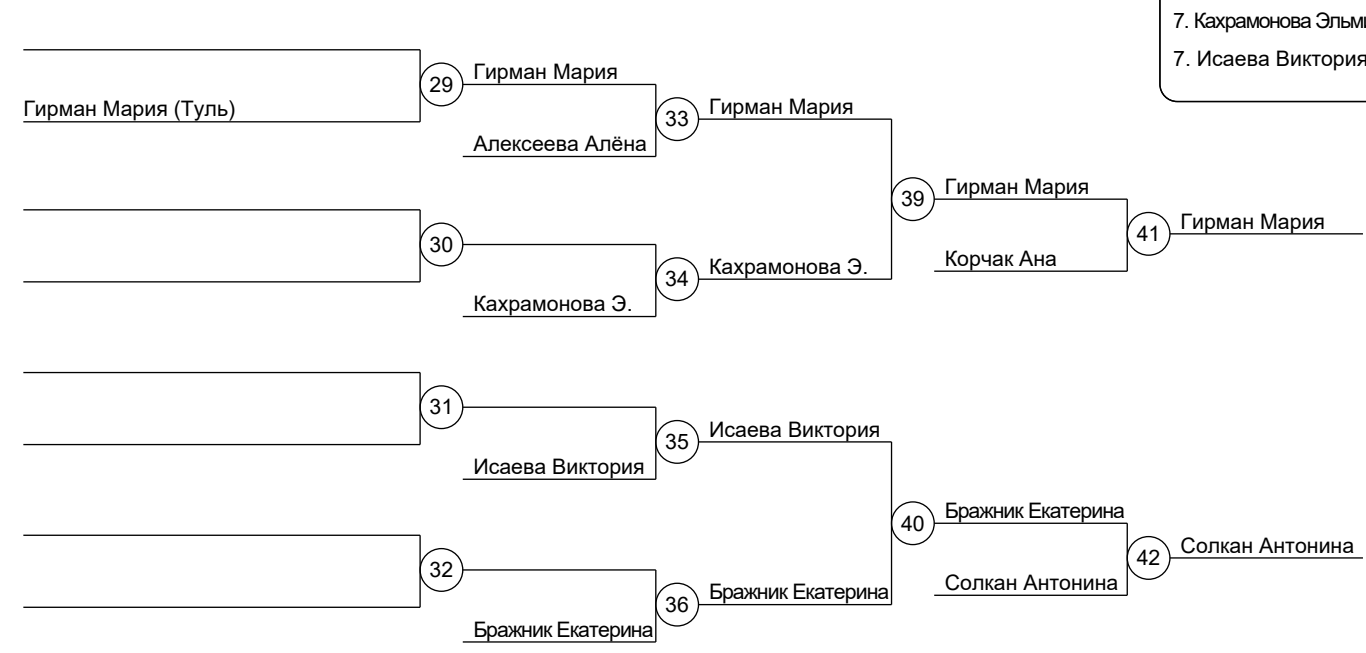 7. Кахрамонова Эльми
7. Исаева Виктория
29
Гирман Мария
Гирман Мария (Туль)
33
Гирман Мария
Алексеева Алёна
39
Гирман Мария
30
41
Гирман Мария
34
Кахрамонова Э.
Корчак Ана
Кахрамонова Э.
31
35
Исаева Виктория
Исаева Виктория
40
Бражник Екатерина
32
42
Солкан Антонина
36
Бражник Екатерина
Солкан Антонина
Бражник Екатерина